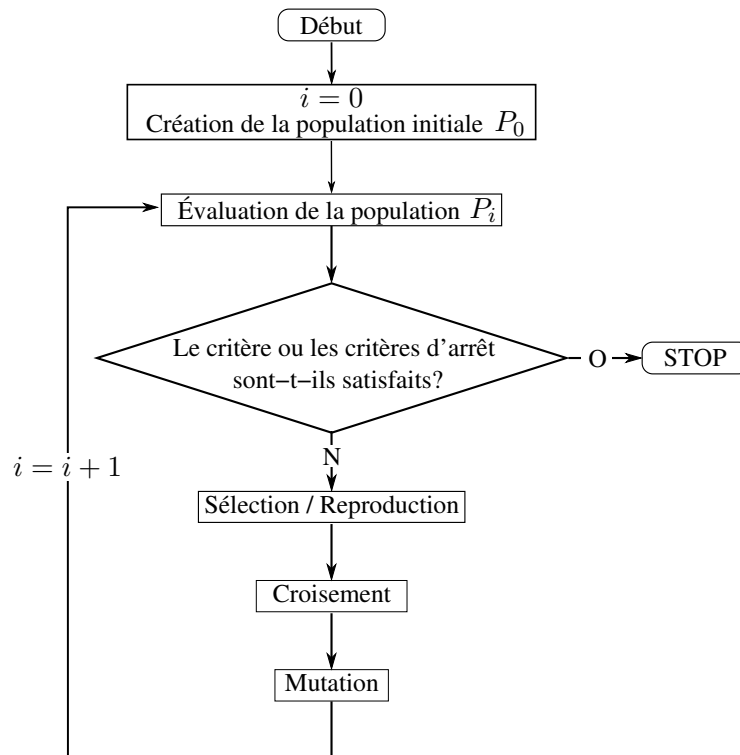 Début
i = 0
Création de la population initiale P₀
Évaluation de la population Pᵢ
Le critère ou les critères d'arrêt
sont–t–ils satisfaits?
O
STOP
N
i = i + 1
Sélection / Reproduction
Croisement
Mutation